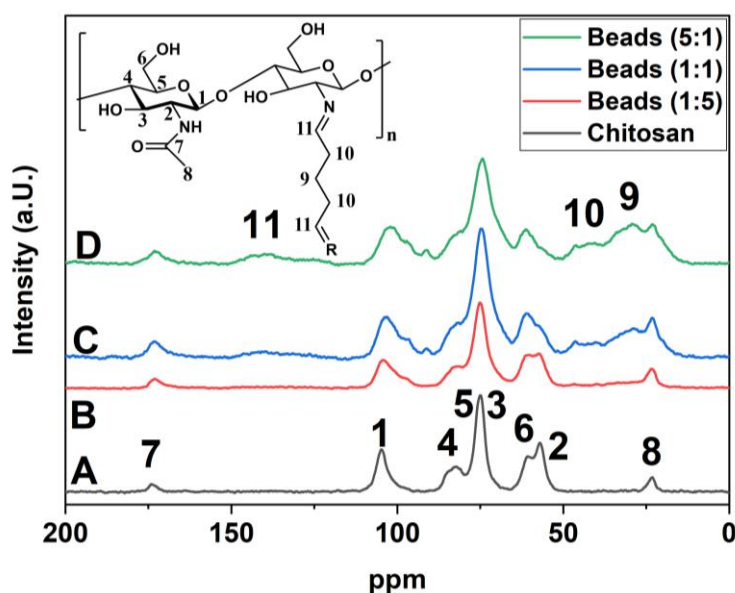 Beads (5:1)
Beads (1:1)
Beads (1:5)
Chitosan
6 OH
4
5
O
1
HO
3
2
NH
7
O
8
O
OH
O
O
HO
N
n
11
10
9
10
11
R
11
10
9
D
C
B
A
7
1
4
5
3
6
2
8
Intensity (a.U.)
200
150
100
50
0
ppm